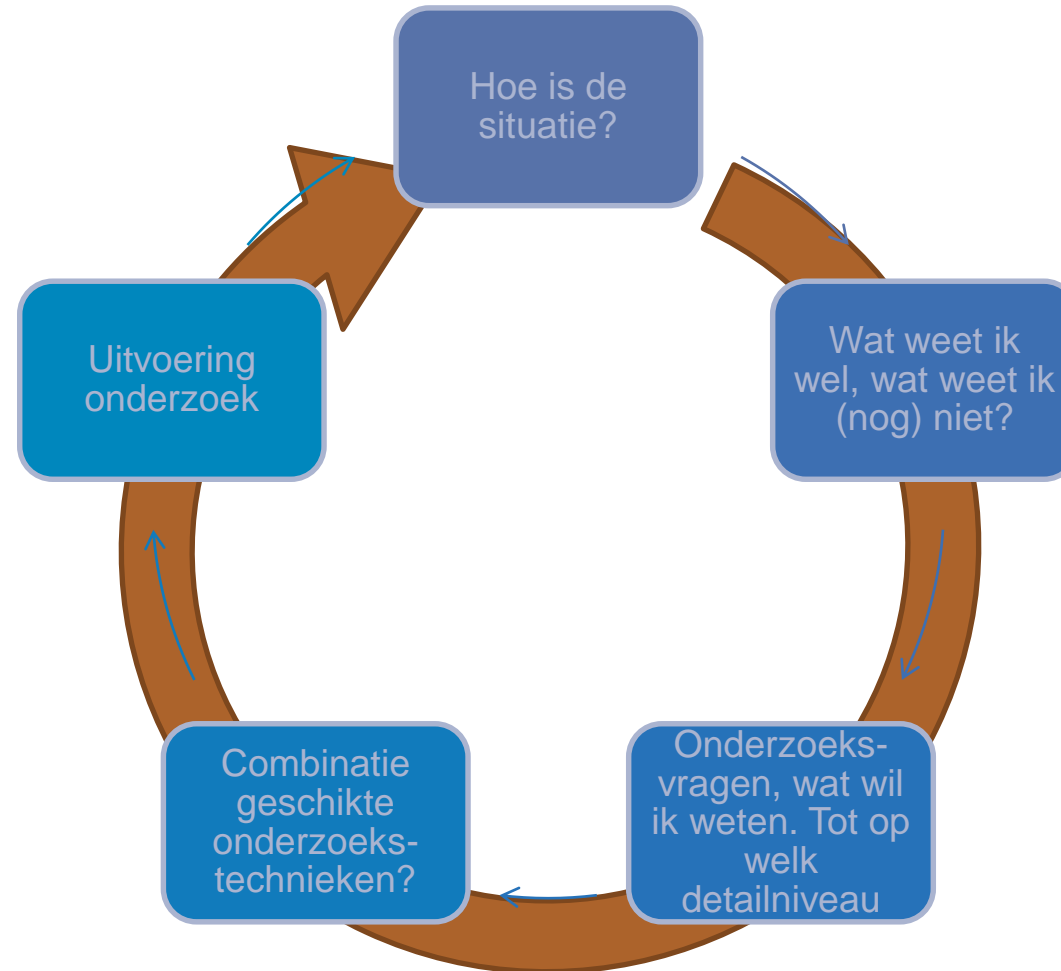 Hoe is de
situatie?
Wat weet ik
wel, wat weet ik
(nog) niet?
Onderzoeks-
vragen, wat wil
ik weten. Tot op
welk
detailniveau
Combinatie
geschikte
onderzoeks-
technieken?
Uitvoering
onderzoek